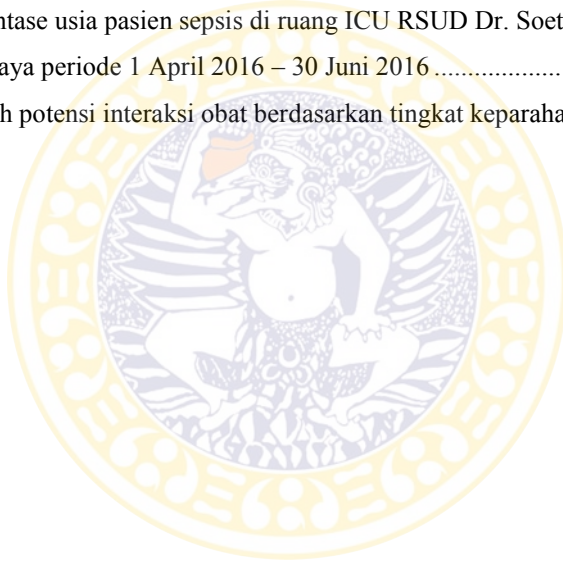 ntase usia pasien sepsis di ruang ICU RSUD Dr. Soet
aya periode 1 April 2016 – 30 Juni 2016 ..................
h potensi interaksi obat berdasarkan tingkat keparaha